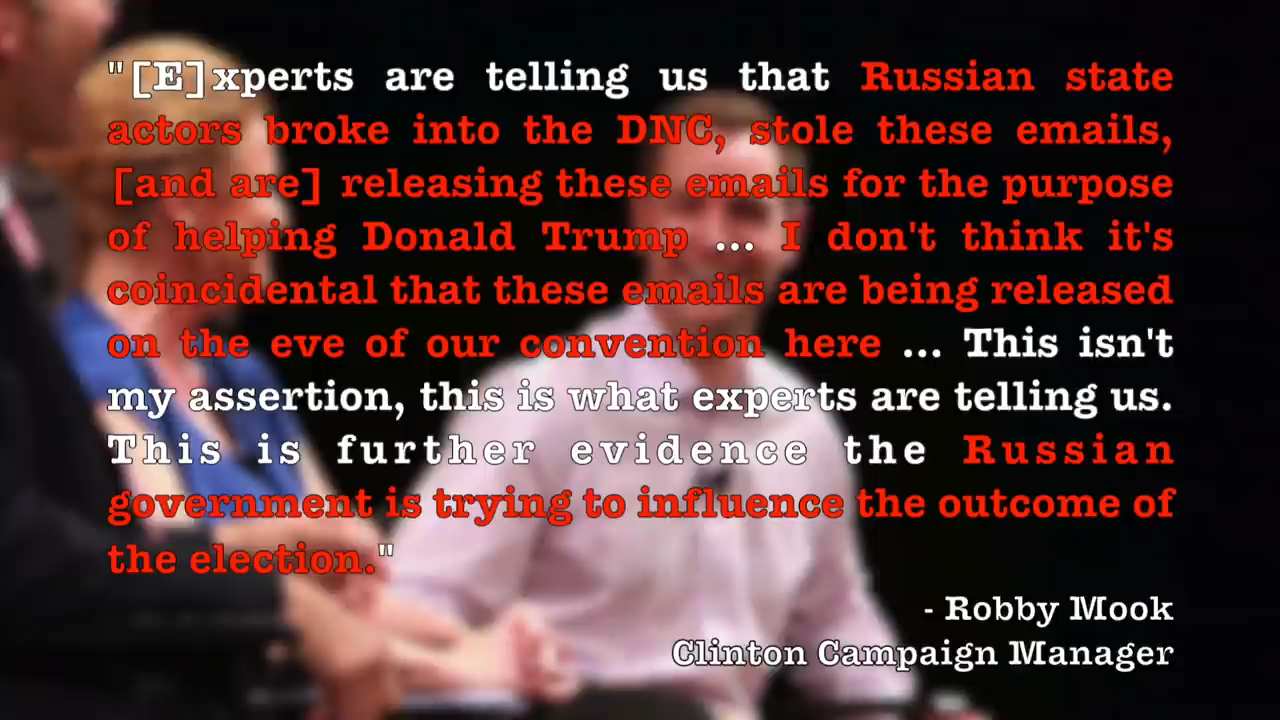 "[E]xperts are telling us that Russian state
actors broke into the DNC, stole these emails,
[and are] releasing these emails for the purpose
of helping Donald Trump ... I don't think it's
coincidental that these emails are being released
on the eve of our convention here ... This isn't
my assertion, this is what experts are telling us.
This is further evidence the Russian
government is trying to influence the outcome of
the election."
- Robby Mook
Clinton Campaign Manager